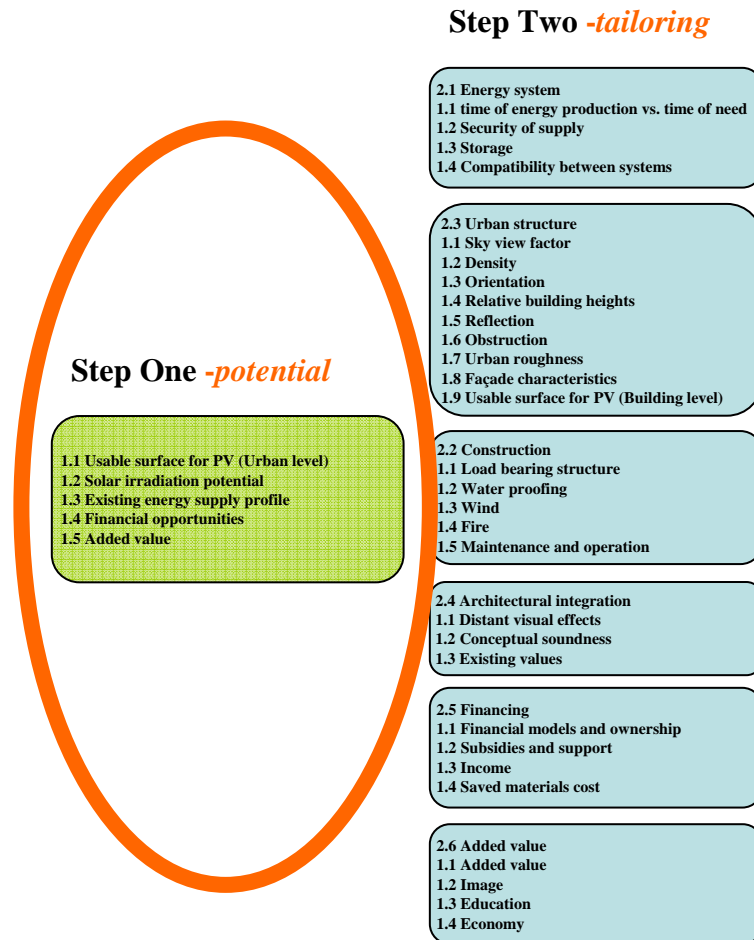 Step Two -tailoring
2.1 Energy system
1.1 time of energy production vs. time of need
1.2 Security of supply
1.3 Storage
1.4 Compatibility between systems
2.3 Urban structure
1.1 Sky view factor
1.2 Density
1.3 Orientation
1.4 Relative building heights
1.5 Reflection
1.6 Obstruction
1.7 Urban roughness
1.8 Façade characteristics
1.9 Usable surface for PV (Building level)
Step One -potential
1.1 Usable surface for PV (Urban level)
1.2 Solar irradiation potential
1.3 Existing energy supply profile
1.4 Financial opportunities
1.5 Added value
2.2 Construction
1.1 Load bearing structure
1.2 Water proofing
1.3 Wind
1.4 Fire
1.5 Maintenance and operation
2.4 Architectural integration
1.1 Distant visual effects
1.2 Conceptual soundness
1.3 Existing values
2.5 Financing
1.1 Financial models and ownership
1.2 Subsidies and support
1.3 Income
1.4 Saved materials cost
2.6 Added value
1.1 Added value
1.2 Image
1.3 Education
1.4 Economy